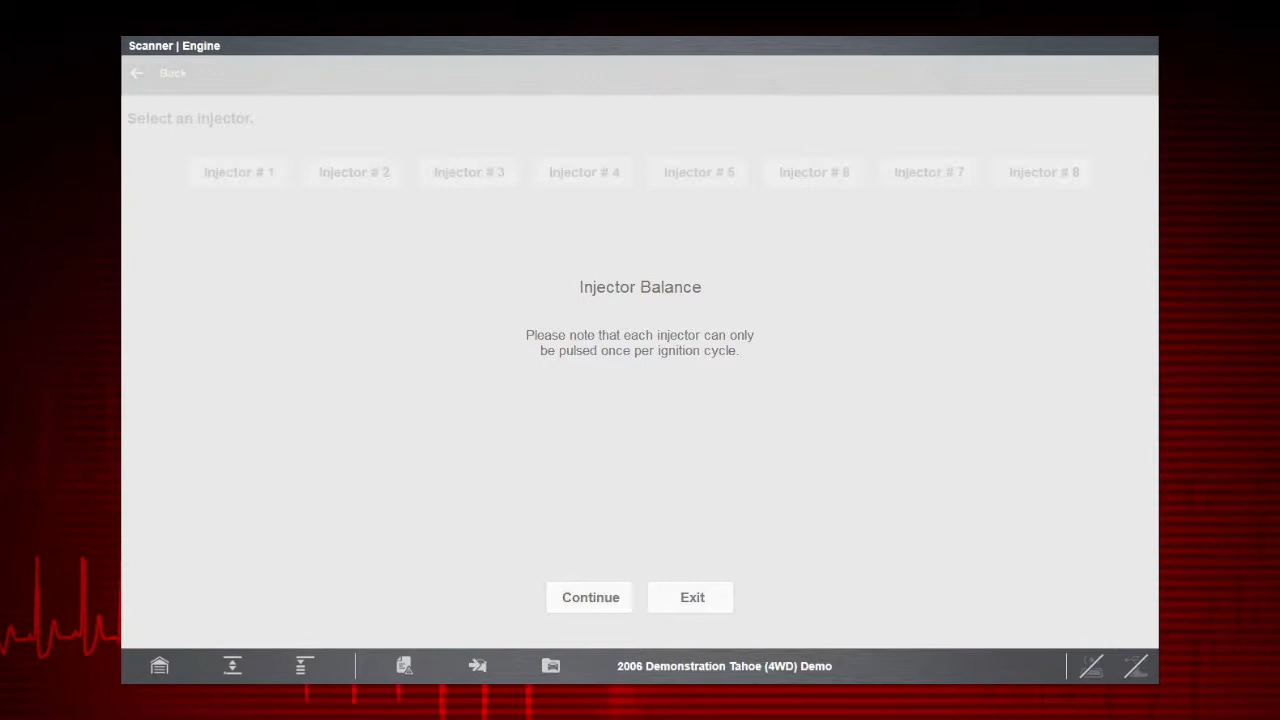 Scanner | Engine
Back
Select an injector.
Injector # 1
Injector # 2
Injector # 3
Injector # 4
Injector # 5
Injector # 6
Injector # 7
Injector # 8
Injector Balance
Please note that each injector can only
be pulsed once per ignition cycle.
Continue
Exit
2006 Demonstration Tahoe (4WD) Demo